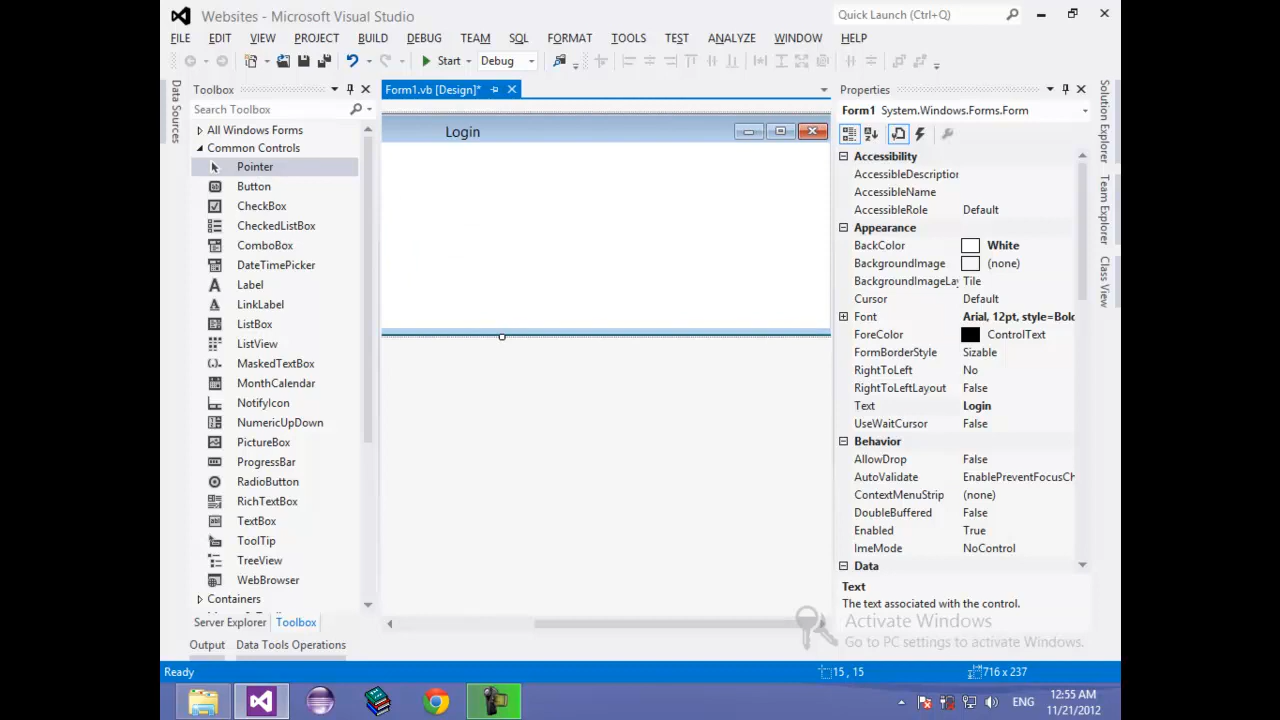 Websites - Microsoft Visual Studio
Quick Launch (Ctrl+Q)
FILE EDIT VIEW PROJECT BUILD DEBUG TEAM SQL FORMAT TOOLS TEST ANALYZE WINDOW HELP
Start Debug
Data Sources
Toolbox
Search Toolbox
All Windows Forms
Common Controls
Pointer
Button
CheckBox
CheckedListBox
ComboBox
DateTimePicker
Label
LinkLabel
ListBox
ListView
MaskedTextBox
MonthCalendar
NotifyIcon
NumericUpDown
PictureBox
ProgressBar
RadioButton
RichTextBox
TextBox
ToolTip
TreeView
WebBrowser
Containers
Server Explorer Toolbox
Output Data Tools Operations
Form1.vb [Design]*
Login
Properties
Form1 System.Windows.Forms.Form
Accessibility
AccessibleDescription
AccessibleName
AccessibleRole Default
Appearance
BackColor White
BackgroundImage (none)
BackgroundImageLay Tile
Cursor Default
Font Arial, 12pt, style=Bold
ForeColor ControlText
FormBorderStyle Sizable
RightToLeft No
RightToLeftLayout False
Text Login
UseWaitCursor False
Behavior
AllowDrop False
AutoValidate EnablePreventFocusCh
ContextMenuStrip (none)
DoubleBuffered False
Enabled True
ImeMode NoControl
Data
Text
The text associated with the control.
Activate Windows
Go to PC settings to activate Windows.
Solution Explorer
Team Explorer
Class View
Ready
15 , 15
716 x 237
ENG
12:55 AM
11/21/2012